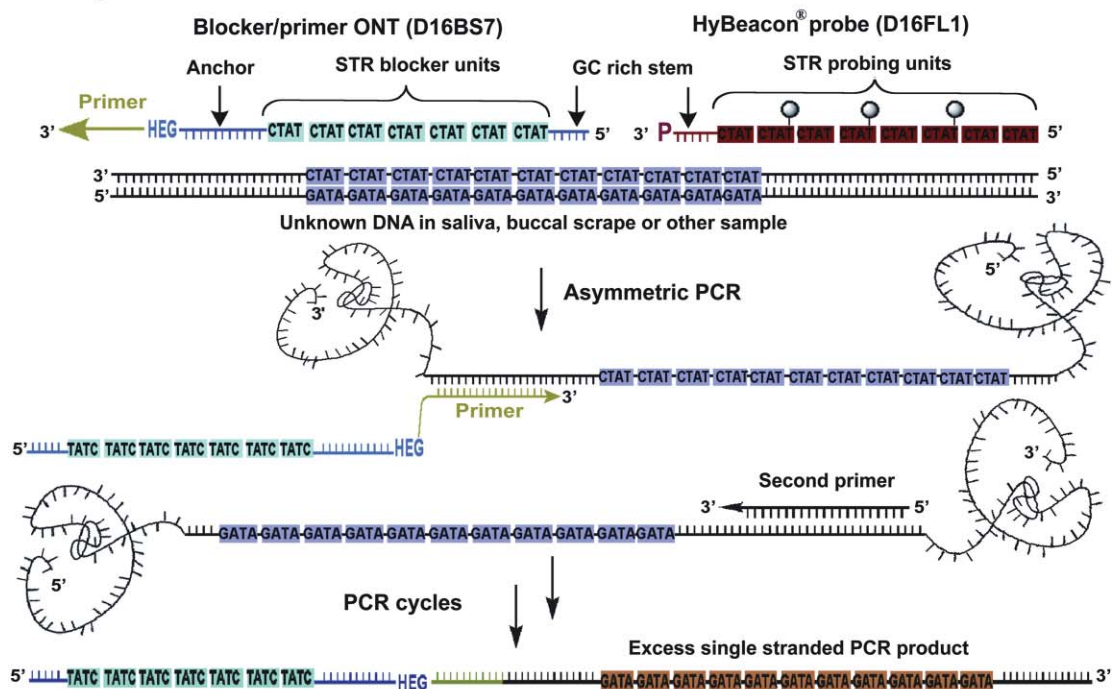 Blocker/primer ONT (D16BS7)
HyBeacon® probe (D16FL1)
Anchor
STR blocker units
GC rich stem
STR probing units
Primer
3' HEG CTAT CTAT CTAT CTAT CTAT CTAT CTAT 5'
3' P CTAT CTAT CTAT CTAT CTAT CTAT CTAT CTAT 5'
3' CTAT-CTAT-CTAT-CTAT-CTAT-CTAT-CTAT-CTAT-CTAT-CTAT-CTAT 5'
5' GATA-GATA-GATA-GATA-GATA-GATA-GATA-GATA-GATA-GATA-GATA 3'
Unknown DNA in saliva, buccal scrape or other sample
5'
3'
Asymmetric PCR
CTAT-CTAT-CTAT-CTAT-CTAT-CTAT-CTAT-CTAT-CTAT-CTAT-CTAT
Primer 3'
5' TATC TATC TATC TATC TATC TATC TATC HEG
3'
Second primer
3' 5'
GATA-GATA-GATA-GATA-GATA-GATA-GATA-GATA-GATA-GATA-GATA
5'
PCR cycles
Excess single stranded PCR product
5' TATC TATC TATC TATC TATC TATC TATC HEG GATA-GATA-GATA-GATA-GATA-GATA-GATA-GATA-GATA-GATA-GATA 3'